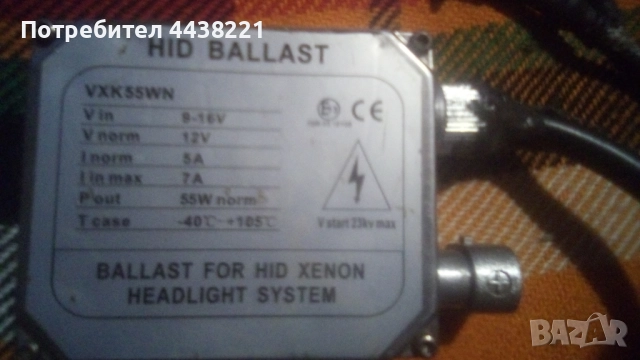 Потребител 4438221
HID BALLAST
VXK55WN
V in 9-16V
V norm 12V
I norm 5A
I in max 7A
P out 55W norm
T case -40℃~+105℃
CE
V start 23kv max
BALLAST FOR HID XENON
HEADLIGHT SYSTEM
BAZAR